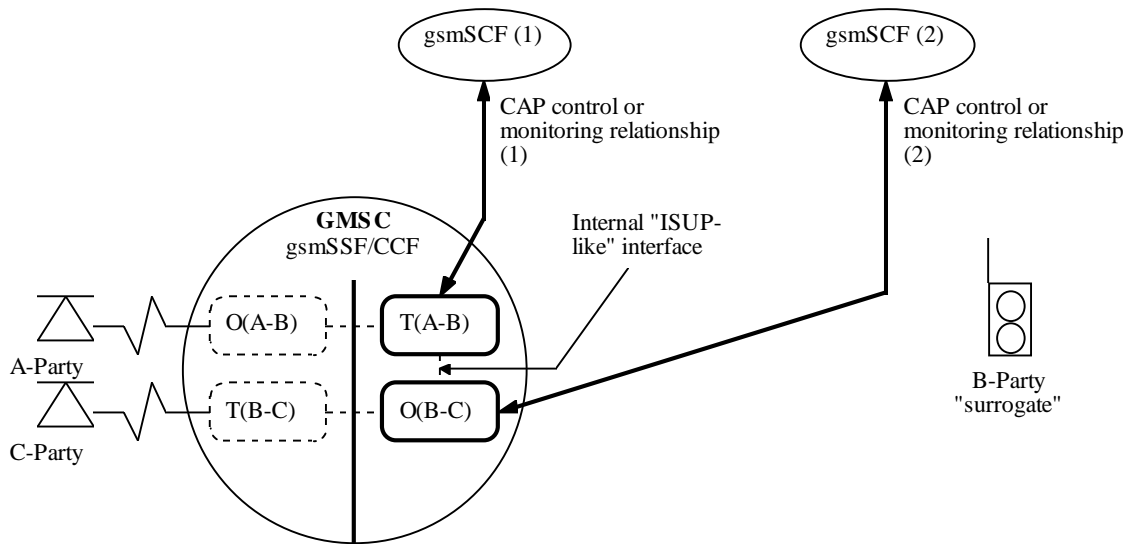 gsmSCF (1)
gsmSCF (2)
CAP control or
monitoring relationship
(1)
CAP control or
monitoring relationship
(2)
GMSC
gsmSSF/CCF
Internal "ISUP-
like" interface
O(A-B)
T(A-B)
A-Party
T(B-C)
O(B-C)
C-Party
B-Party
"surrogate"